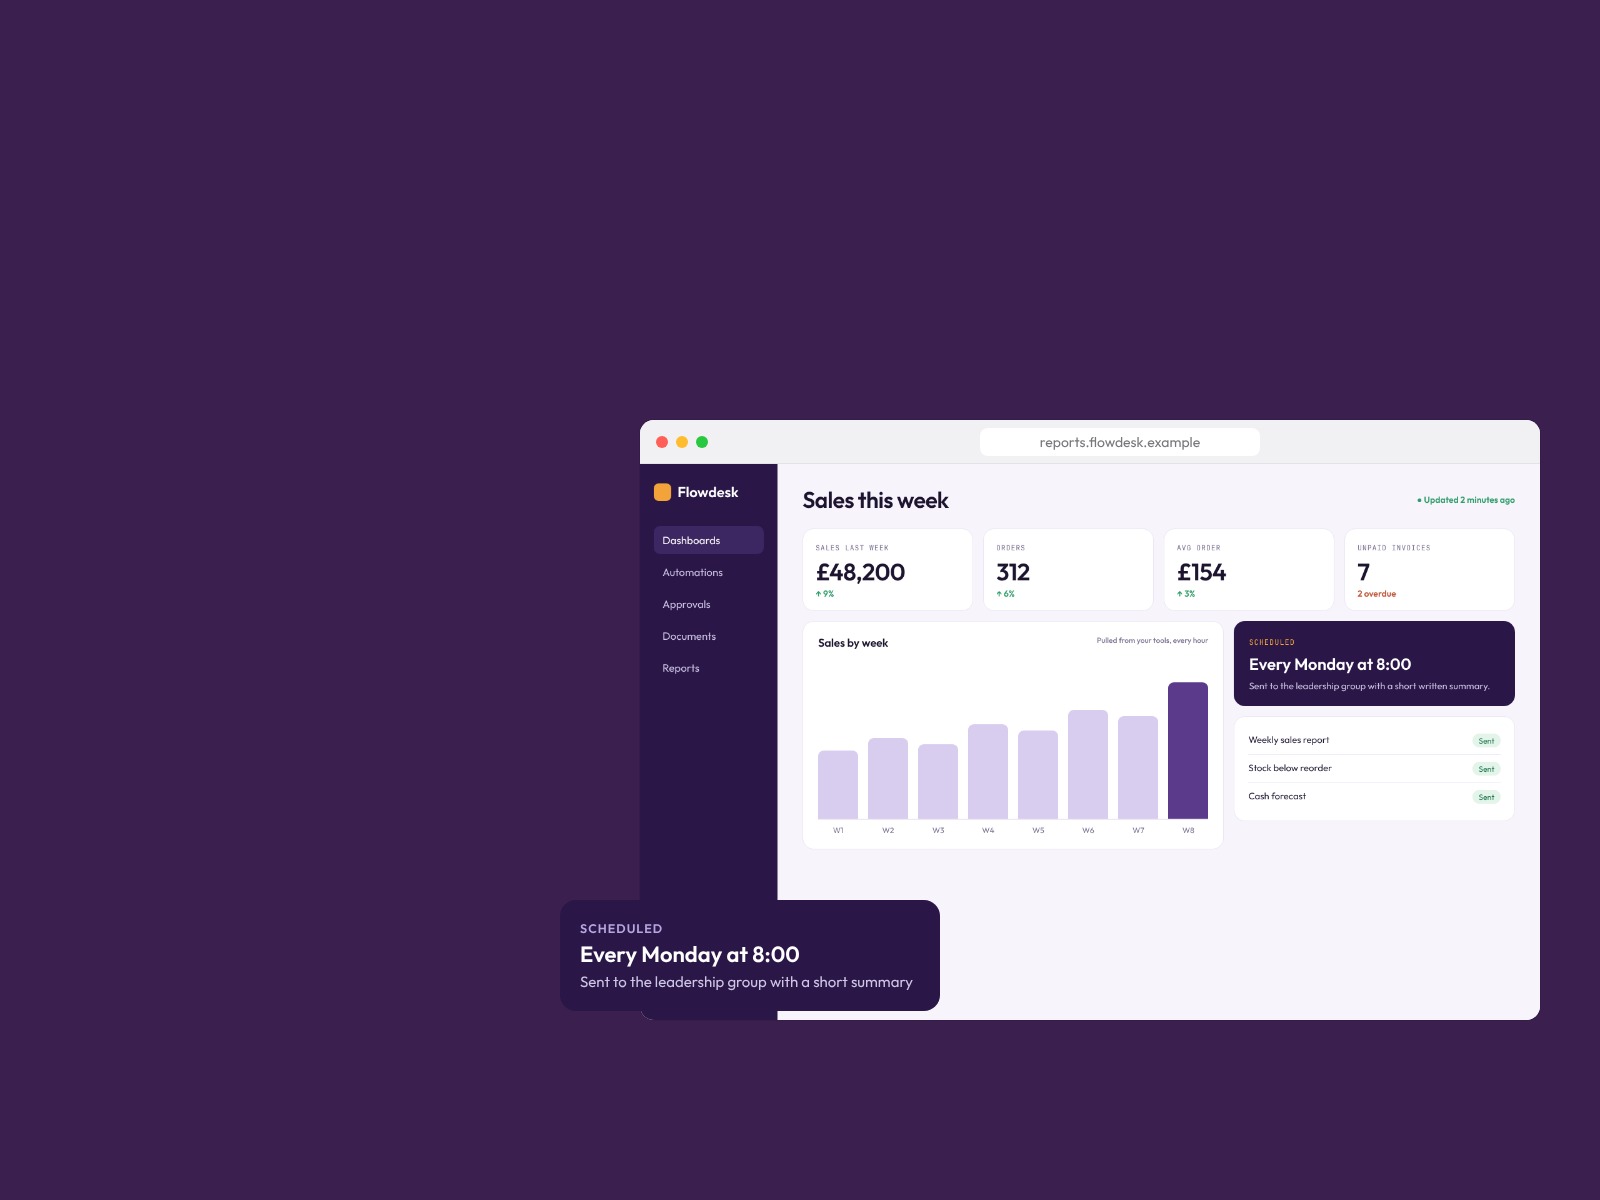 reports.flowdesk.example
Flowdesk
Dashboards
Automations
Approvals
Documents
Reports
Sales this week
• Updated 2 minutes ago
SALES LAST WEEK
£48,200
↑ 9%
ORDERS
312
↑ 6%
AVG ORDER
£154
↑ 3%
UNPAID INVOICES
7
2 overdue
Sales by week
Pulled from your tools, every hour
W1 W2 W3 W4 W5 W6 W7 W8
SCHEDULED
Every Monday at 8:00
Sent to the leadership group with a short written summary.
Weekly sales report Sent
Stock below reorder Sent
Cash forecast Sent
SCHEDULED
Every Monday at 8:00
Sent to the leadership group with a short summary